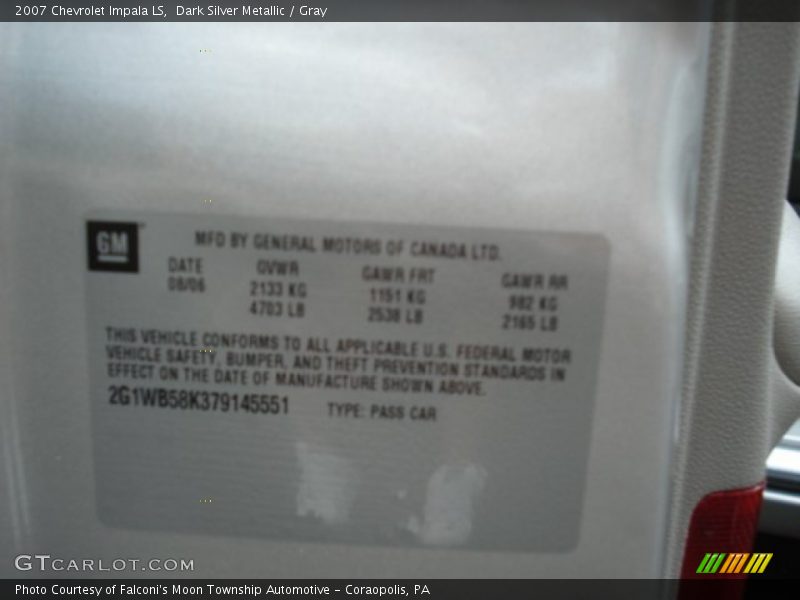 2007 Chevrolet Impala LS,  Dark Silver Metallic / Gray
GM
MFD BY GENERAL MOTORS OF CANADA LTD.
DATE GVWR GAWR FRT GAWR RR
08/06 2133 KG 1151 KG 982 KG
4703 LB 2538 LB 2165 LB
THIS VEHICLE CONFORMS TO ALL APPLICABLE U.S. FEDERAL MOTOR
VEHICLE SAFETY, BUMPER, AND THEFT PREVENTION STANDARDS IN
EFFECT ON THE DATE OF MANUFACTURE SHOWN ABOVE.
2G1WB58K379145551 TYPE: PASS CAR
GTCARLOT.COM
Photo Courtesy of Falconi's Moon Township Automotive - Coraopolis, PA